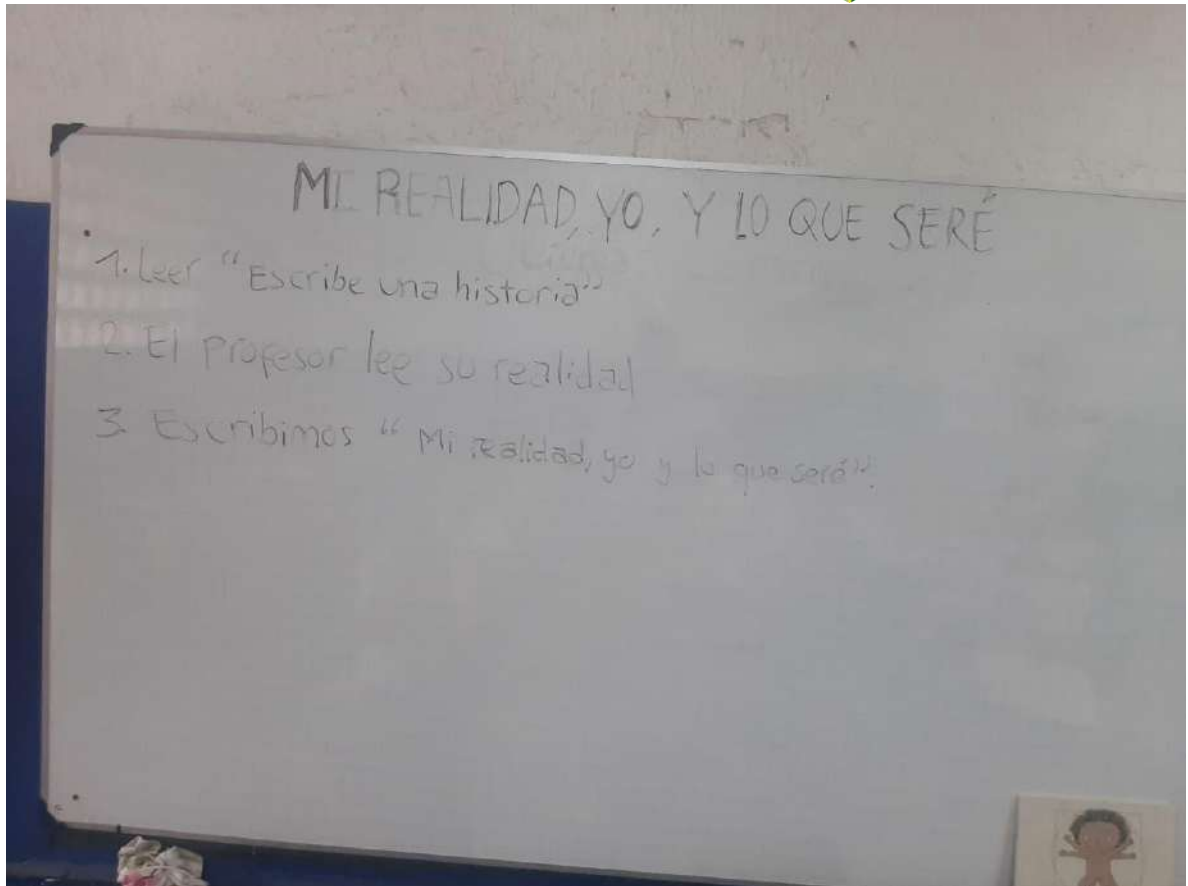 MI REALIDAD, YO, Y LO QUE SERÉ
1. Leer "Escribe una historia"
2. El profesor lee su realidad
3. Escribimos "Mi realidad, yo y lo que seré".